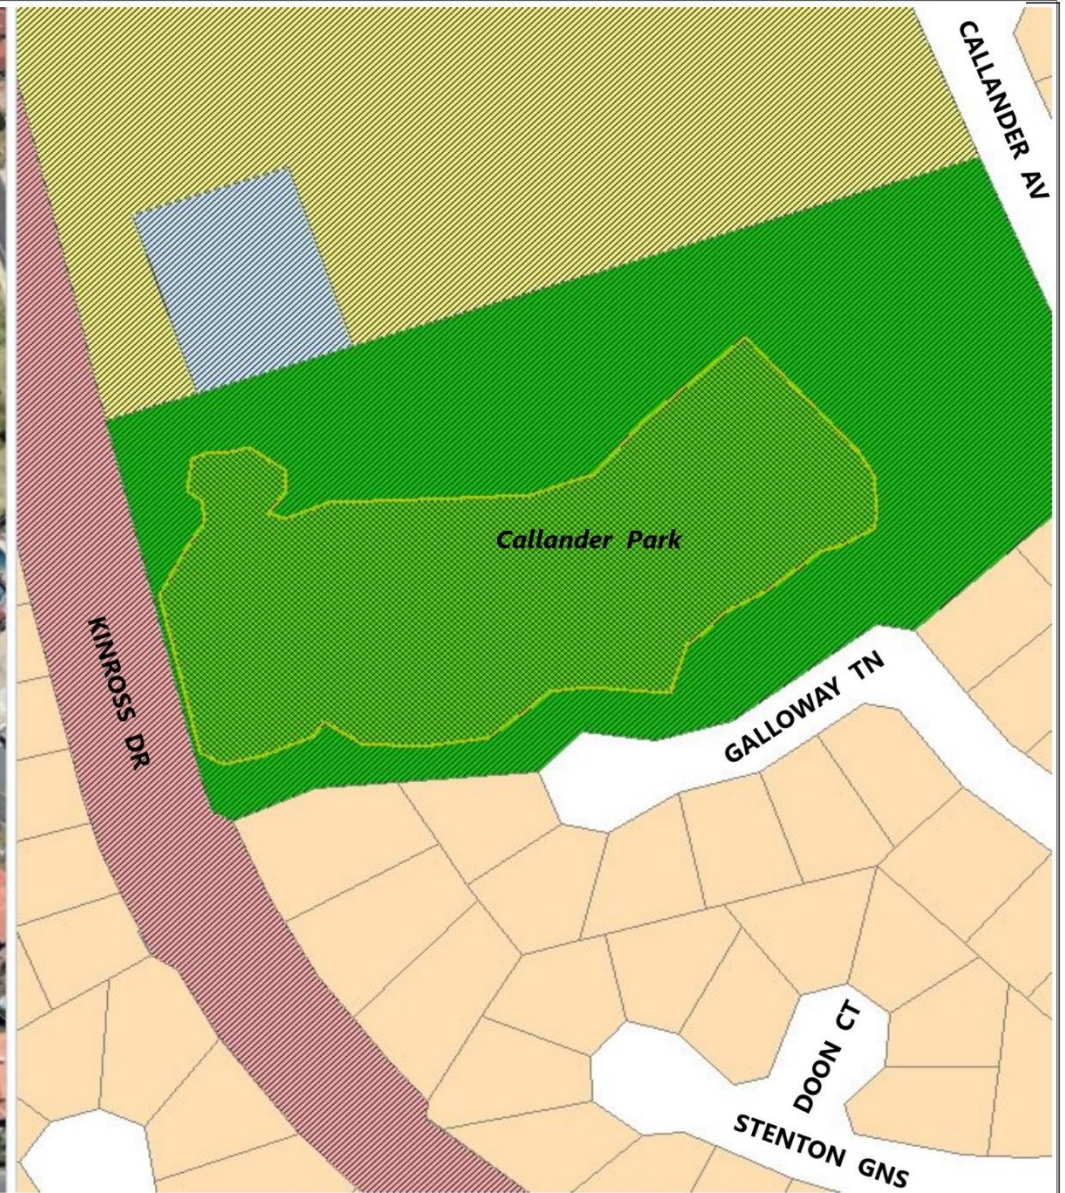 CALLANDER AV
Callander Park
KINROSS DR
GALLOWAY TN
DOON CT
STENTON GNS